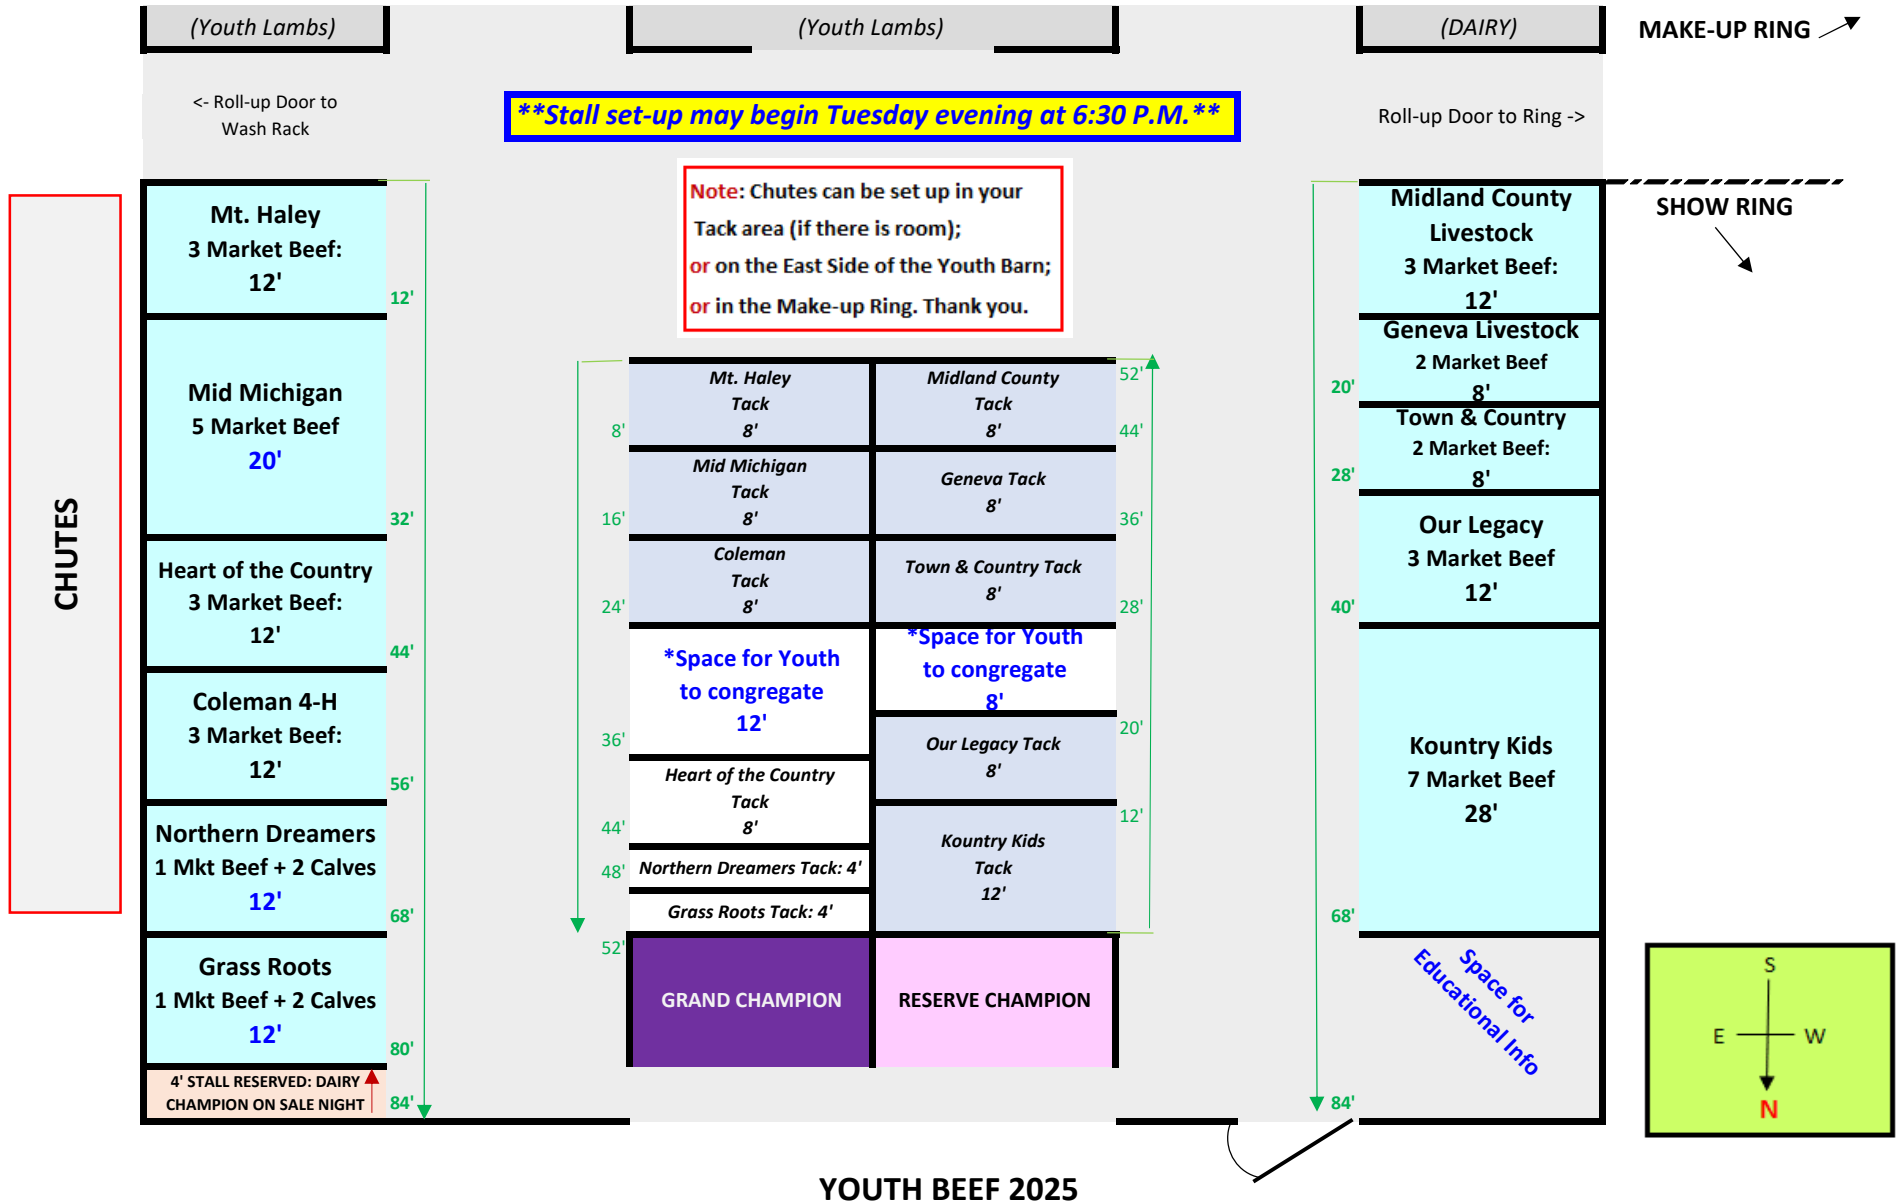 (Youth Lambs)
(Youth Lambs)
(DAIRY)
MAKE-UP RING
<- Roll-up Door to
Wash Rack
**Stall set-up may begin Tuesday evening at 6:30 P.M.**
Roll-up Door to Ring ->
Note: Chutes can be set up in your
Tack area (if there is room);
or on the East Side of the Youth Barn;
or in the Make-up Ring. Thank you.
SHOW RING
CHUTES
Mt. Haley
3 Market Beef:
12'
12'
Mid Michigan
5 Market Beef
20'
32'
Heart of the Country
3 Market Beef:
12'
44'
Coleman 4-H
3 Market Beef:
12'
56'
Northern Dreamers
1 Mkt Beef + 2 Calves
12'
68'
Grass Roots
1 Mkt Beef + 2 Calves
12'
80'
4' STALL RESERVED: DAIRY
CHAMPION ON SALE NIGHT
84'
Mt. Haley
Tack
8'
8'
Mid Michigan
Tack
8'
16'
Coleman
Tack
8'
24'
*Space for Youth
to congregate
12'
36'
Heart of the Country
Tack
8'
44'
Northern Dreamers Tack: 4'
48'
Grass Roots Tack: 4'
52'
GRAND CHAMPION
Midland County
Tack
8'
52'
44'
Geneva Tack
8'
36'
Town & Country Tack
8'
28'
*Space for Youth
to congregate
8'
20'
Our Legacy Tack
8'
12'
Kountry Kids
Tack
12'
RESERVE CHAMPION
Midland County
Livestock
3 Market Beef:
12'
Geneva Livestock
2 Market Beef
8'
20'
Town & Country
2 Market Beef:
8'
28'
Our Legacy
3 Market Beef
12'
40'
Kountry Kids
7 Market Beef
28'
68'
Space for
Educational Info
84'
S
E
W
N
YOUTH BEEF 2025